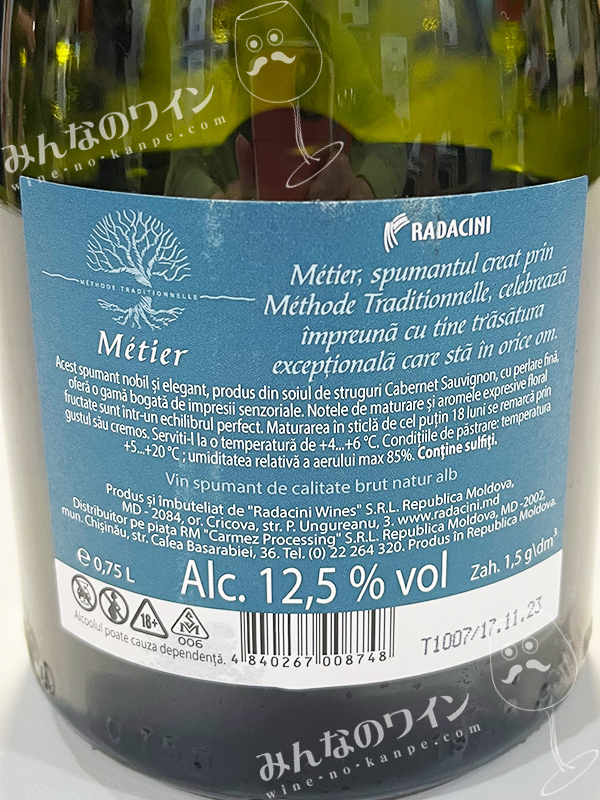 みんなのワイン
wine-no-kanpe.com
RADACINI
MÉTHODE TRADITIONNELLE
Métier
Métier, spumantul creat prin
Méthode Traditionnelle, celebrează
împreună cu tine trăsătura
excepțională care stă în orice om.
Acest spumant nobil și elegant, produs din soiul de struguri Cabernet Sauvignon, cu perlare fină,
oferă o gamă bogată de impresii senzoriale. Notele de maturare și aromele expresive floral
fructate sunt într-un echilibru perfect. Maturarea în sticlă de cel puțin 18 luni se remarcă prin
gustul său cremos. Serviti-l la o temperatură de +4...+6 °C. Condițiile de păstrare: temperatura
+5...+20 °C ; umiditatea relativă a aerului max 85%. Conține sulfiți.
Vin spumant de calitate brut natur alb
Produs și îmbuteliat de "Radacini Wines" S.R.L. Republica Moldova,
MD - 2084, or. Cricova, str. P. Ungureanu, 3. www.radacini.md
Distribuitor pe piața RM "Carmez Processing" S.R.L. Republica Moldova, MD -2002,
mun. Chișinău, str. Calea Basarabiei, 36. Tel. (0) 22 264 320. Produs în Republica Moldova.
e 0,75 L
Alc. 12,5 % vol
Zah. 1,5 g\dm³
18+
SM
006
Alcoolul poate cauza dependență.
4 840267 008748
T1007/17.11.23
みんなのワイン
wine-no-kanpe.com